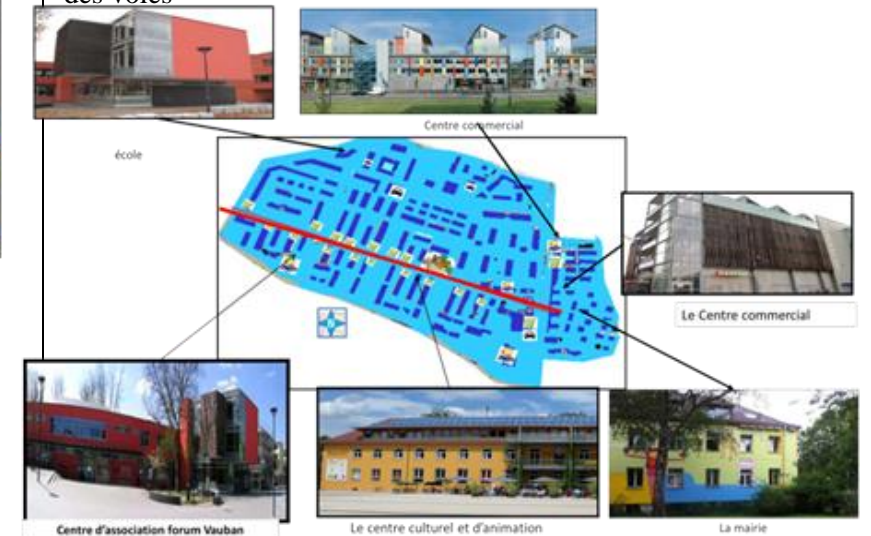 des voies
Centre commercial
école
Le Centre commercial
Centre d'association forum Vauban
Le centre culturel et d'animation
La mairie